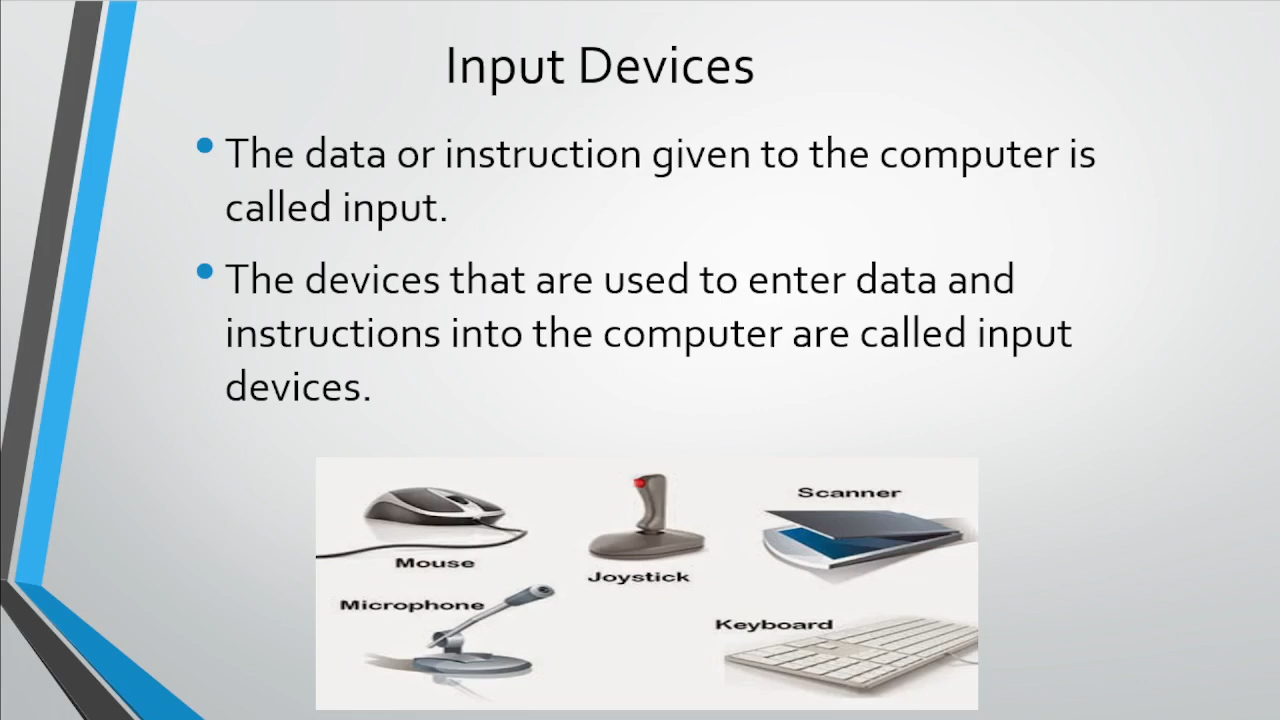 Input Devices
The data or instruction given to the computer is
called input.
The devices that are used to enter data and
instructions into the computer are called input
devices.
Scanner
Mouse
Joystick
Microphone
Keyboard